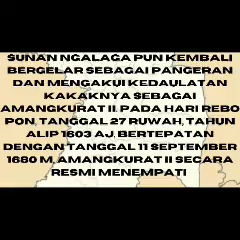 SUNAN NGALAGA PUN KEMBALI
BERGELAR SEBAGAI PANGERAN
DAN MENGAKUI KEDAULATAN
KAKAKNYA SEBAGAI
AMANGKURAT II. PADA HARI REBO
PON, TANGGAL 27 RUWAH, TAHUN
ALIP 1603 AJ, BERTEPATAN
DENGAN TANGGAL 11 SEPTEMBER
1680 M, AMANGKURAT II SECARA
RESMI MENEMPATI